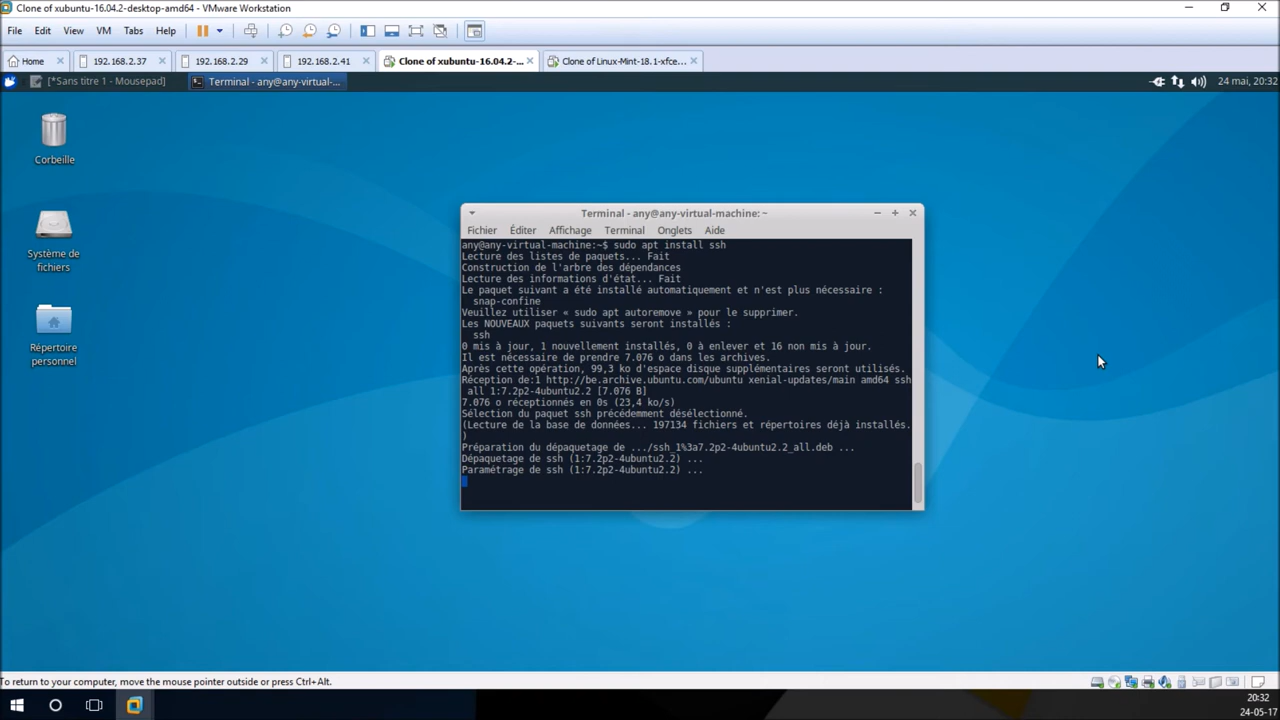 Clone of xubuntu-16.04.2-desktop-amd64 - VMware Workstation
File Edit View VM Tabs Help
Home 192.168.2.37 192.168.2.29 192.168.2.41 Clone of xubuntu-16.04.2-... Clone of Linux-Mint-18.1-xfce...
[*Sans titre 1 - Mousepad] Terminal - any@any-virtual-... 24 mai, 20:32
Corbeille
Système de
fichiers
Répertoire
personnel
Terminal - any@any-virtual-machine: ~
Fichier Éditer Affichage Terminal Onglets Aide
any@any-virtual-machine:~$ sudo apt install ssh
Lecture des listes de paquets... Fait
Construction de l'arbre des dépendances
Lecture des informations d'état... Fait
Le paquet suivant a été installé automatiquement et n'est plus nécessaire :
snap-confine
Veuillez utiliser « sudo apt autoremove » pour le supprimer.
Les NOUVEAUX paquets suivants seront installés :
ssh
0 mis à jour, 1 nouvellement installés, 0 à enlever et 16 non mis à jour.
Il est nécessaire de prendre 7.076 o dans les archives.
Après cette opération, 99,3 ko d'espace disque supplémentaires seront utilisés.
Réception de:1 http://be.archive.ubuntu.com/ubuntu xenial-updates/main amd64 ssh
all 1:7.2p2-4ubuntu2.2 [7.076 B]
7.076 o réceptionnés en 0s (23,4 ko/s)
Sélection du paquet ssh précédemment désélectionné.
(Lecture de la base de données... 197134 fichiers et répertoires déjà installés.
)
Préparation du dépaquetage de .../ssh_1%3a7.2p2-4ubuntu2.2_all.deb ...
Dépaquetage de ssh (1:7.2p2-4ubuntu2.2) ...
Paramétrage de ssh (1:7.2p2-4ubuntu2.2) ...
To return to your computer, move the mouse pointer outside or press Ctrl+Alt.
20:32
24-05-17